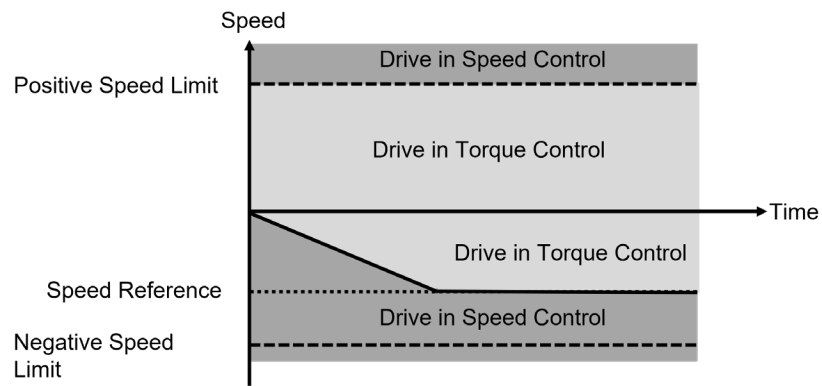 Speed
Drive in Speed Control
Positive Speed Limit
Drive in Torque Control
Time
Drive in Torque Control
Speed Reference
Drive in Speed Control
Negative Speed
Limit